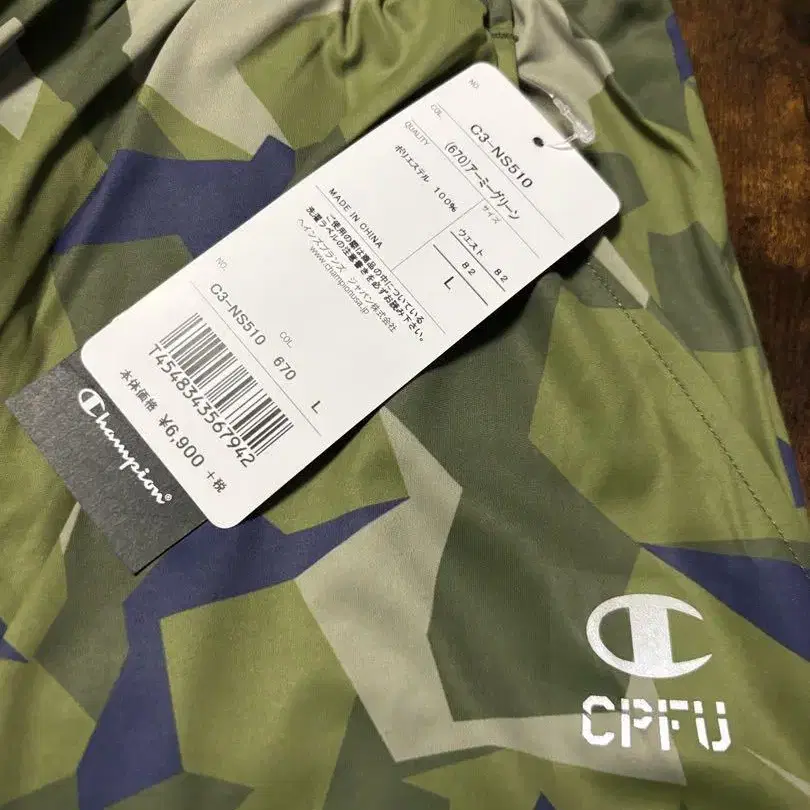 NO.
C3-NS510
COL.
(670)アーミーグリーン
QUALITY
サイズ
ポリエステル 100%
ウエスト 82
82
L
MADE IN CHINA
ご使用の際は商品の中についている
洗濯ラベルの注意書きを必ずお読み下さい。
ヘインズブランズ ジャパン株式会社
www.championusa.jp
NO.
C3-NS510
COL.
670
L
T4548343567942
本体価格 ¥6,900 +税
Champion®
CPFU